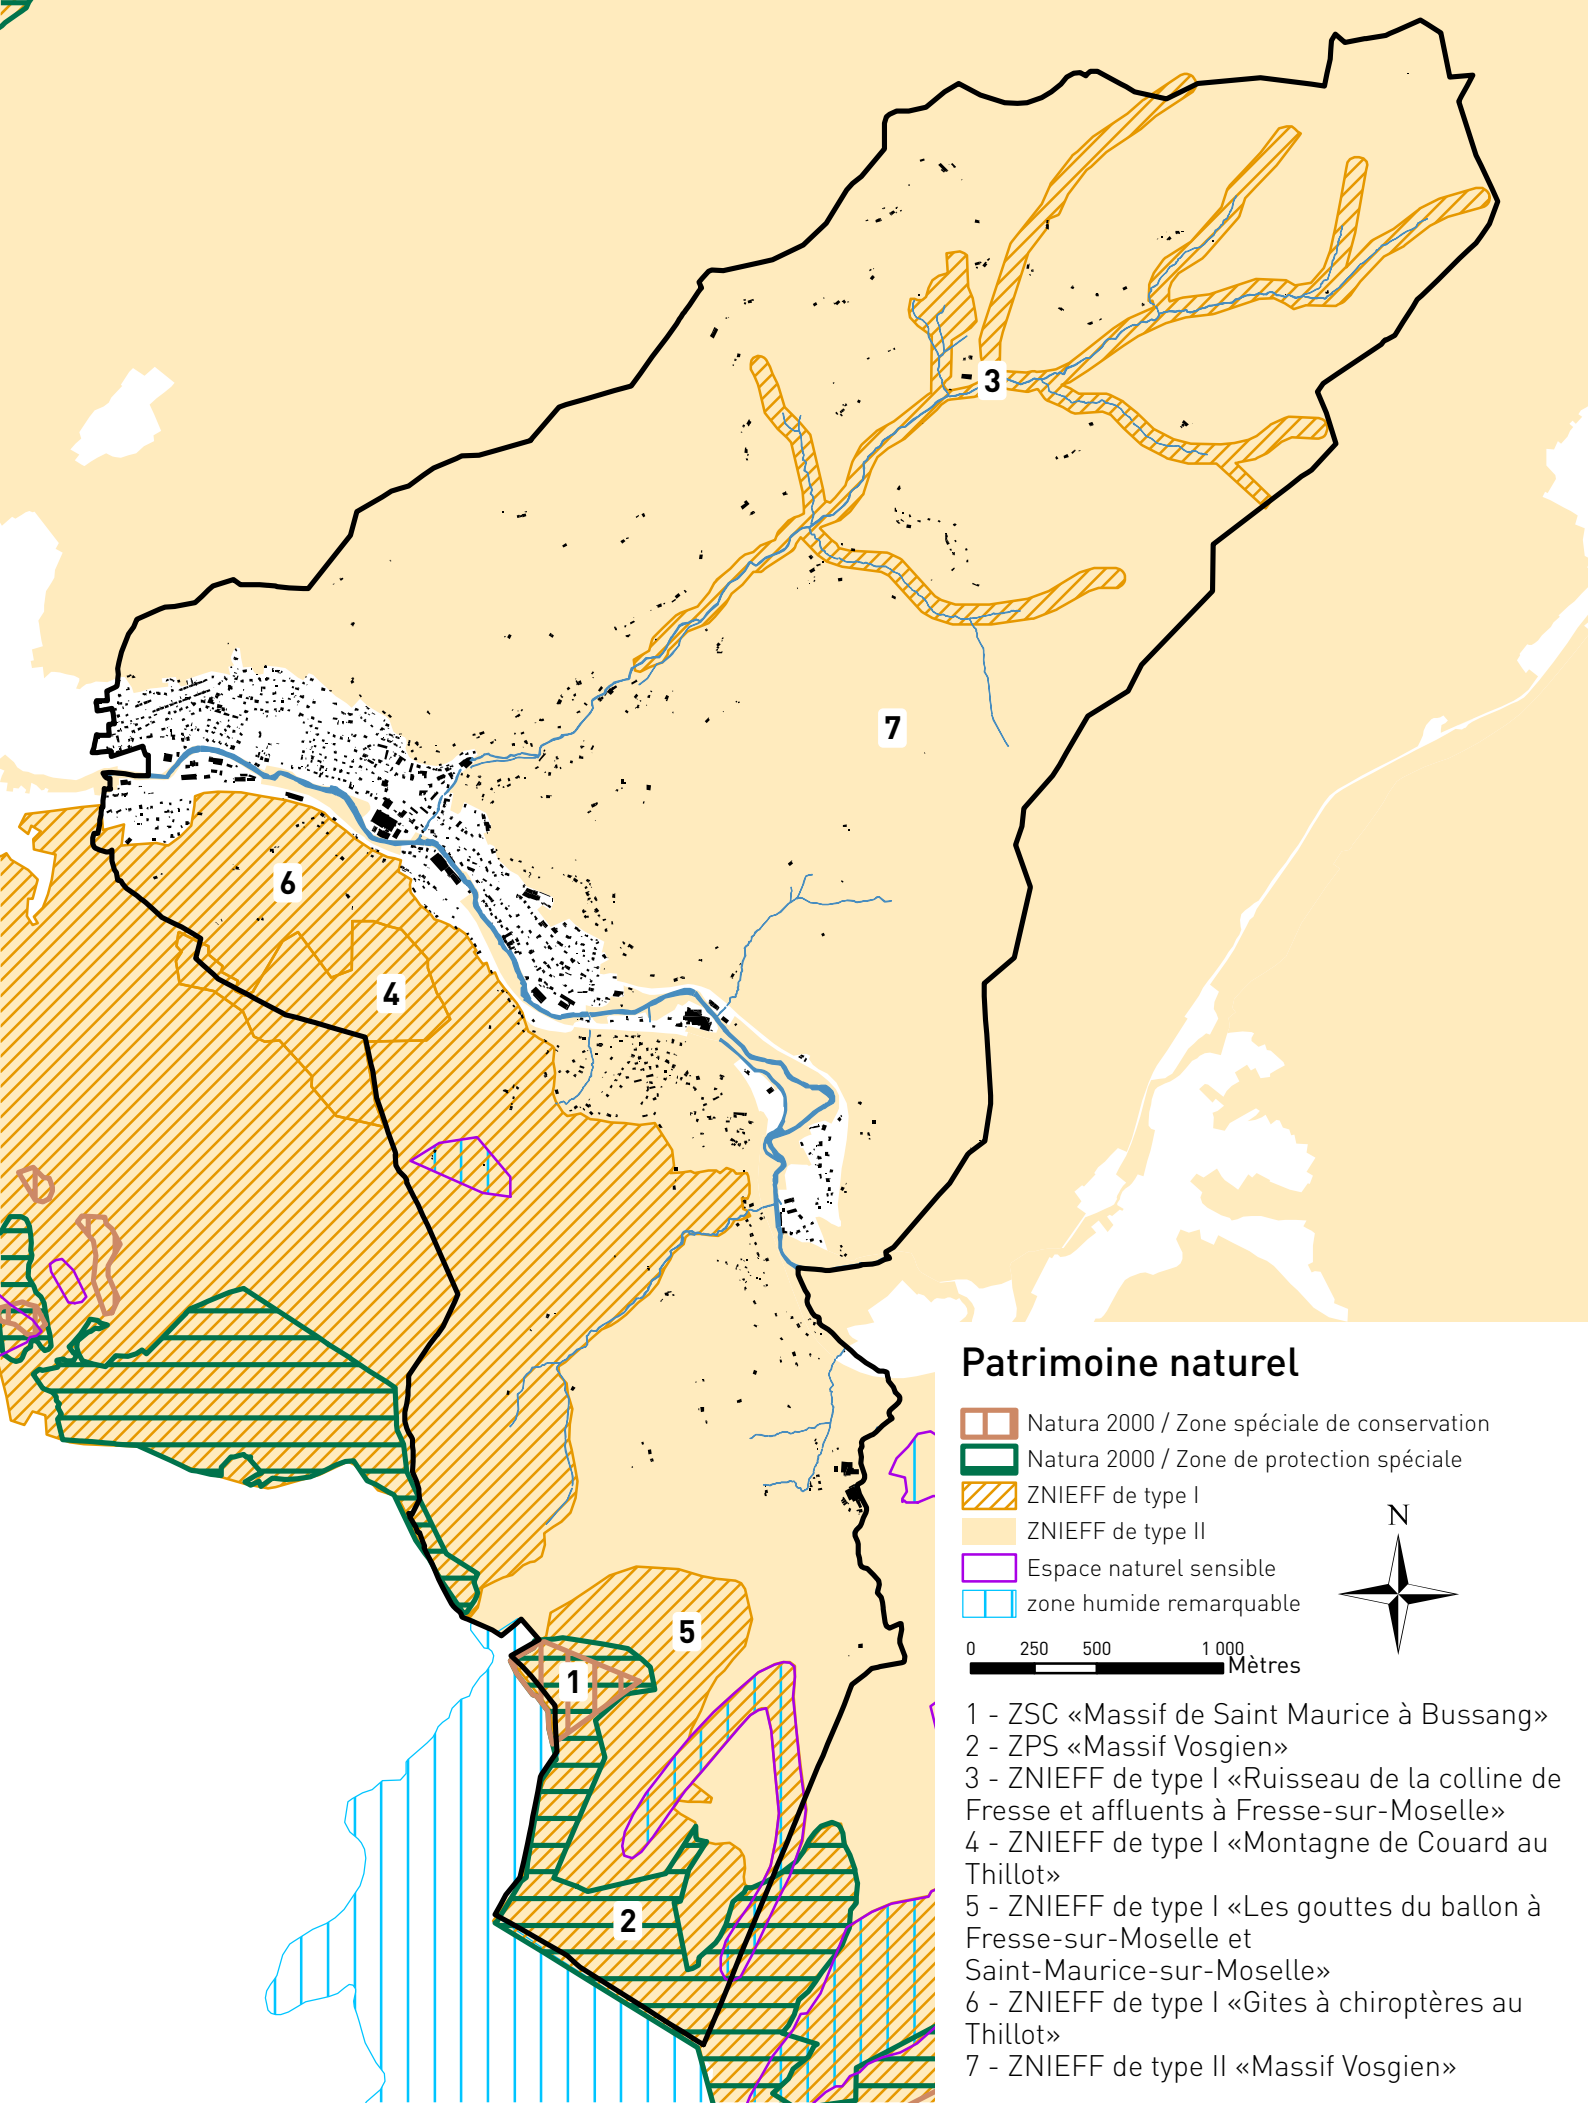 3
7
6
4
5
1
2
Patrimoine naturel
Natura 2000 / Zone spéciale de conservation
Natura 2000 / Zone de protection spéciale
ZNIEFF de type I
ZNIEFF de type II
Espace naturel sensible
zone humide remarquable
N
0 250 500 1 000
Mètres
1 - ZSC «Massif de Saint Maurice à Bussang»
2 - ZPS «Massif Vosgien»
3 - ZNIEFF de type I «Ruisseau de la colline de
Fresse et affluents à Fresse-sur-Moselle»
4 - ZNIEFF de type I «Montagne de Couard au
Thillot»
5 - ZNIEFF de type I «Les gouttes du ballon à
Fresse-sur-Moselle et
Saint-Maurice-sur-Moselle»
6 - ZNIEFF de type I «Gites à chiroptères au
Thillot»
7 - ZNIEFF de type II «Massif Vosgien»